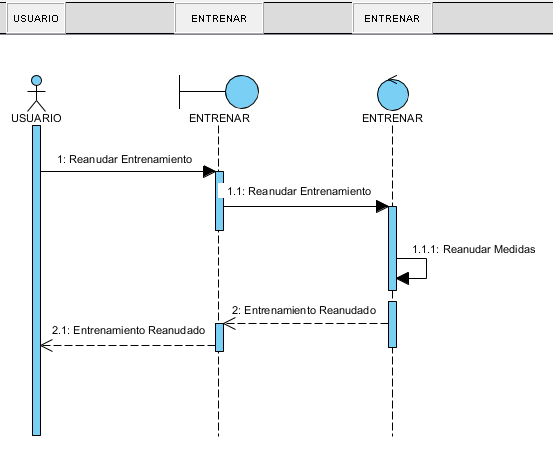 USUARIO
ENTRENAR
ENTRENAR
USUARIO
ENTRENAR
ENTRENAR
1: Reanudar Entrenamiento
1.1: Reanudar Entrenamiento
1.1.1: Reanudar Medidas
2: Entrenamiento Reanudado
2.1: Entrenamiento Reanudado